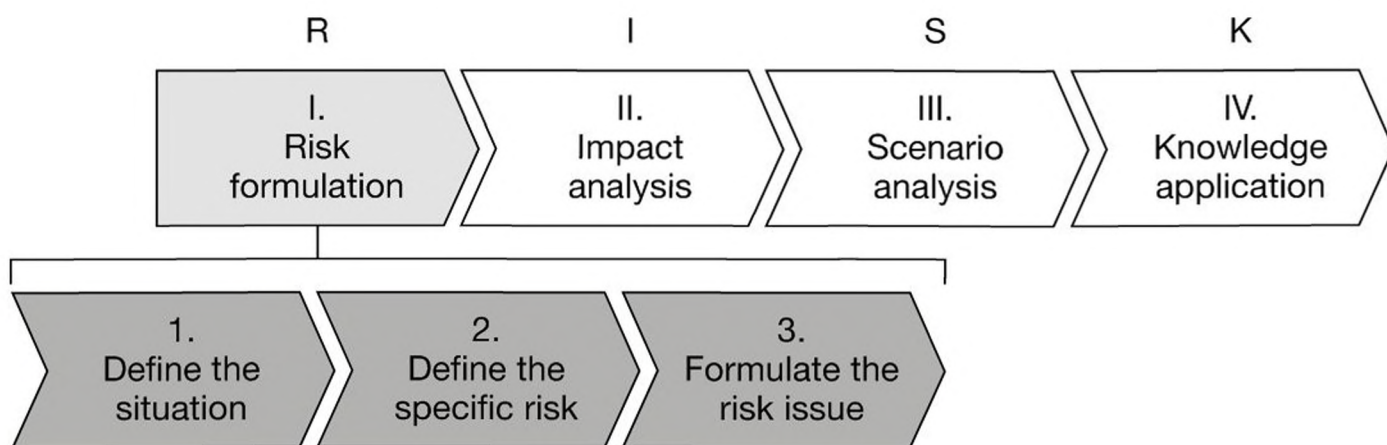 R
I
S
K
I.
Risk
formulation
II.
Impact
analysis
III.
Scenario
analysis
IV.
Knowledge
application
1.
Define the
situation
2.
Define the
specific risk
3.
Formulate the
risk issue